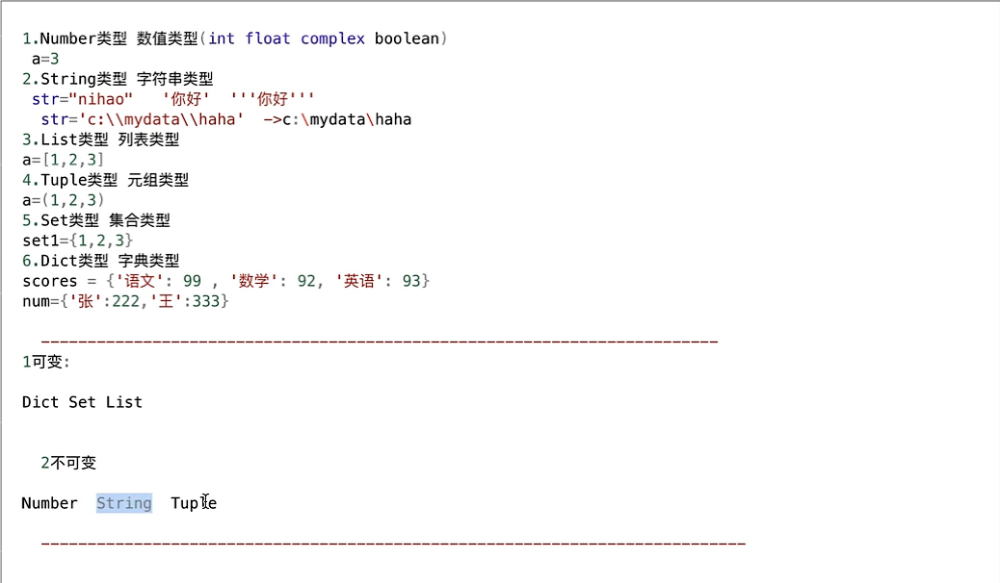 1.Number类型 数值类型(int float complex boolean)
a=3
2.String类型 字符串类型
str="nihao" '你好' '''你好'''
str='c:\\mydata\\haha' ->c:\mydata\haha
3.List类型 列表类型
a=[1,2,3]
4.Tuple类型 元组类型
a=(1,2,3)
5.Set类型 集合类型
set1={1,2,3}
6.Dict类型 字典类型
scores = {'语文': 99 , '数学': 92, '英语': 93}
num={'张':222,'王':333}
1可变:
Dict Set List
2不可变
Number String Tuple